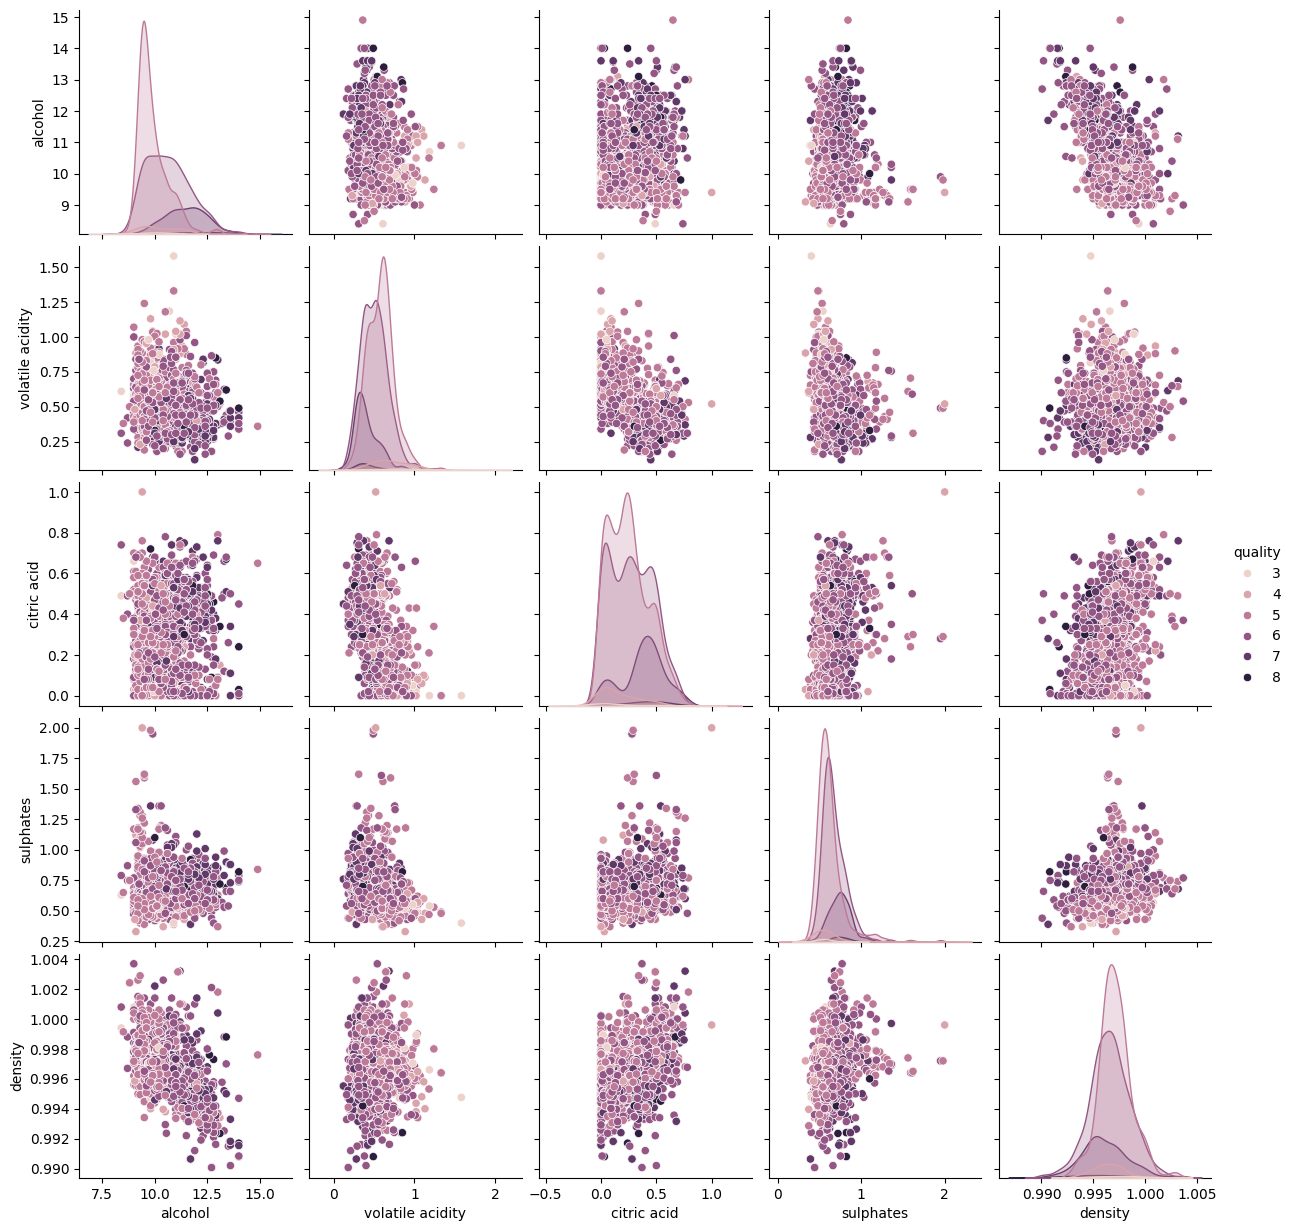 15
14
13
12
11
10
9
alcohol
1.50
1.25
1.00
0.75
0.50
0.25
volatile acidity
1.0
0.8
0.6
0.4
0.2
0.0
citric acid
quality
3
4
5
6
7
8
2.00
1.75
1.50
1.25
1.00
0.75
0.50
0.25
sulphates
1.004
1.002
1.000
0.998
0.996
0.994
0.992
0.990
density
7.5 10.0 12.5 15.0
alcohol
0 1 2
volatile acidity
−0.5 0.0 0.5 1.0
citric acid
0 1 2
sulphates
0.990 0.995 1.000 1.005
density